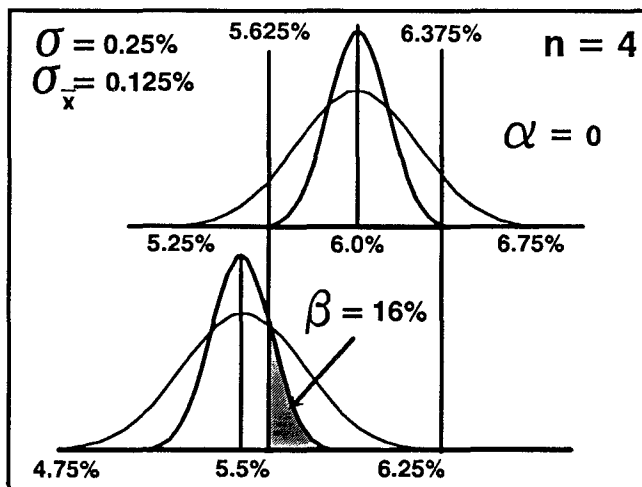 σ = 0.25%
σx̄ = 0.125%
5.625%
6.375%
n = 4
α = 0
5.25%
6.0%
6.75%
β = 16%
4.75%
5.5%
6.25%